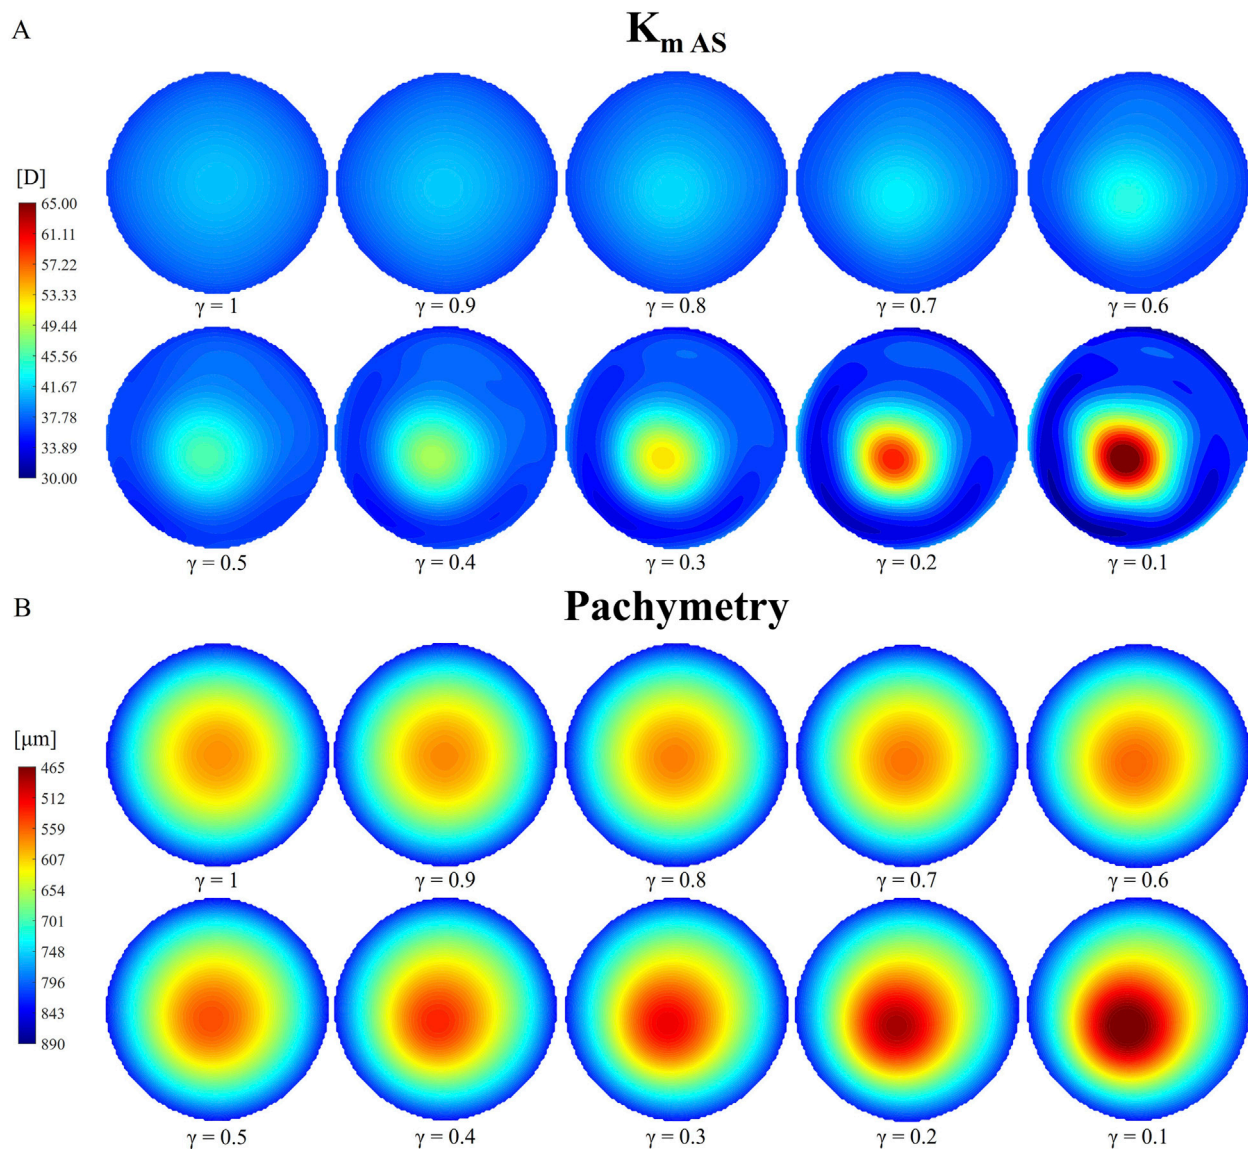 A
K_m AS
[D]
65.00
61.11
57.22
53.33
49.44
45.56
41.67
37.78
33.89
30.00
γ = 1
γ = 0.9
γ = 0.8
γ = 0.7
γ = 0.6
γ = 0.5
γ = 0.4
γ = 0.3
γ = 0.2
γ = 0.1
B
Pachymetry
[μm]
465
512
559
607
654
701
748
796
843
890
γ = 1
γ = 0.9
γ = 0.8
γ = 0.7
γ = 0.6
γ = 0.5
γ = 0.4
γ = 0.3
γ = 0.2
γ = 0.1